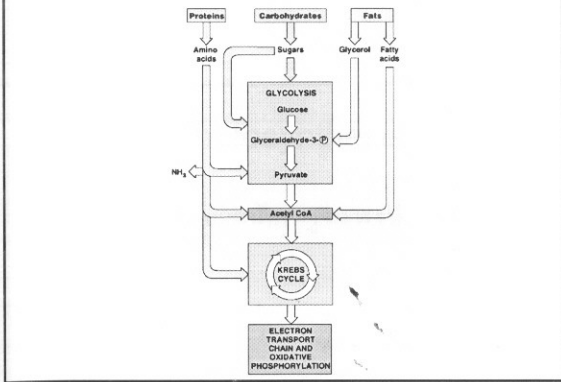 Proteins
Carbohydrates
Fats
Amino
acids
Sugars
Glycerol
Fatty
acids
GLYCOLYSIS
Glucose
Glyceraldehyde-3-Ⓟ
NH₃
Pyruvate
Acetyl CoA
KREBS
CYCLE
ELECTRON
TRANSPORT
CHAIN AND
OXIDATIVE
PHOSPHORYLATION